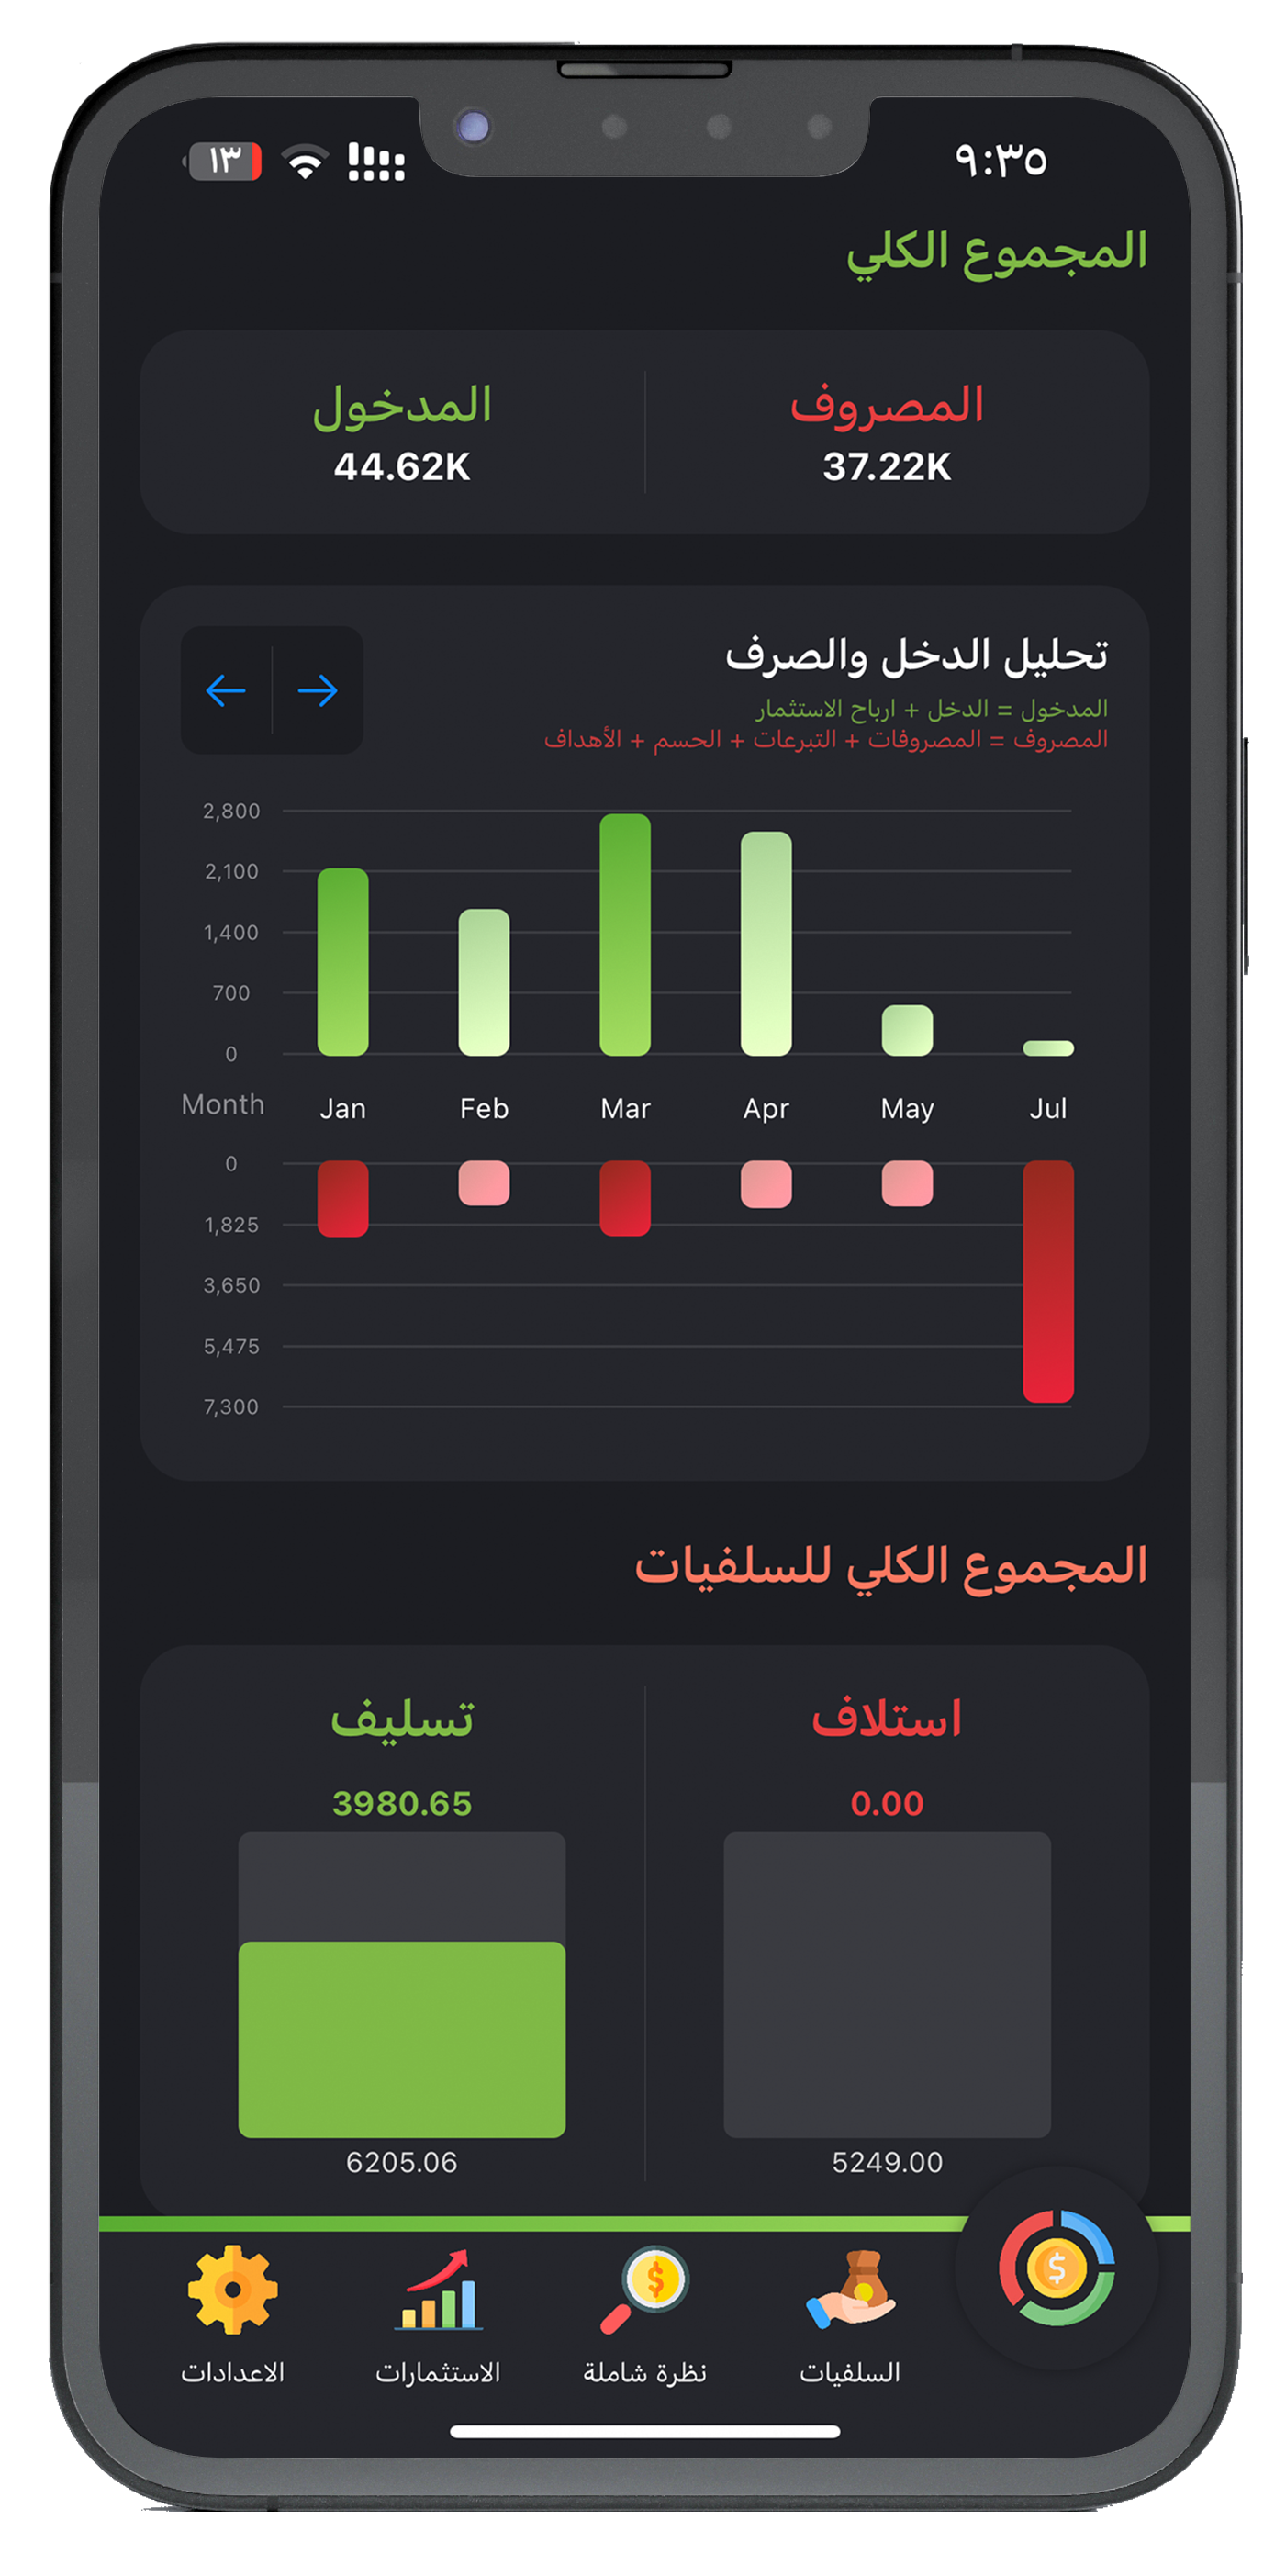 ٩:٣٥
١٣
المجموع الكلي
المصروف
37.22K
المدخول
44.62K
تحليل الدخل والصرف
المدخول = الدخل + ارباح الاستثمار
المصروف = المصروفات + التبرعات + الحسم + الأهداف
2,800
2,100
1,400
700
0
Month Jan Feb Mar Apr May Jul
0
1,825
3,650
5,475
7,300
المجموع الكلي للسلفيات
استلاف
0.00
5249.00
تسليف
3980.65
6205.06
السلفيات
نظرة شاملة
الاستثمارات
الاعدادات